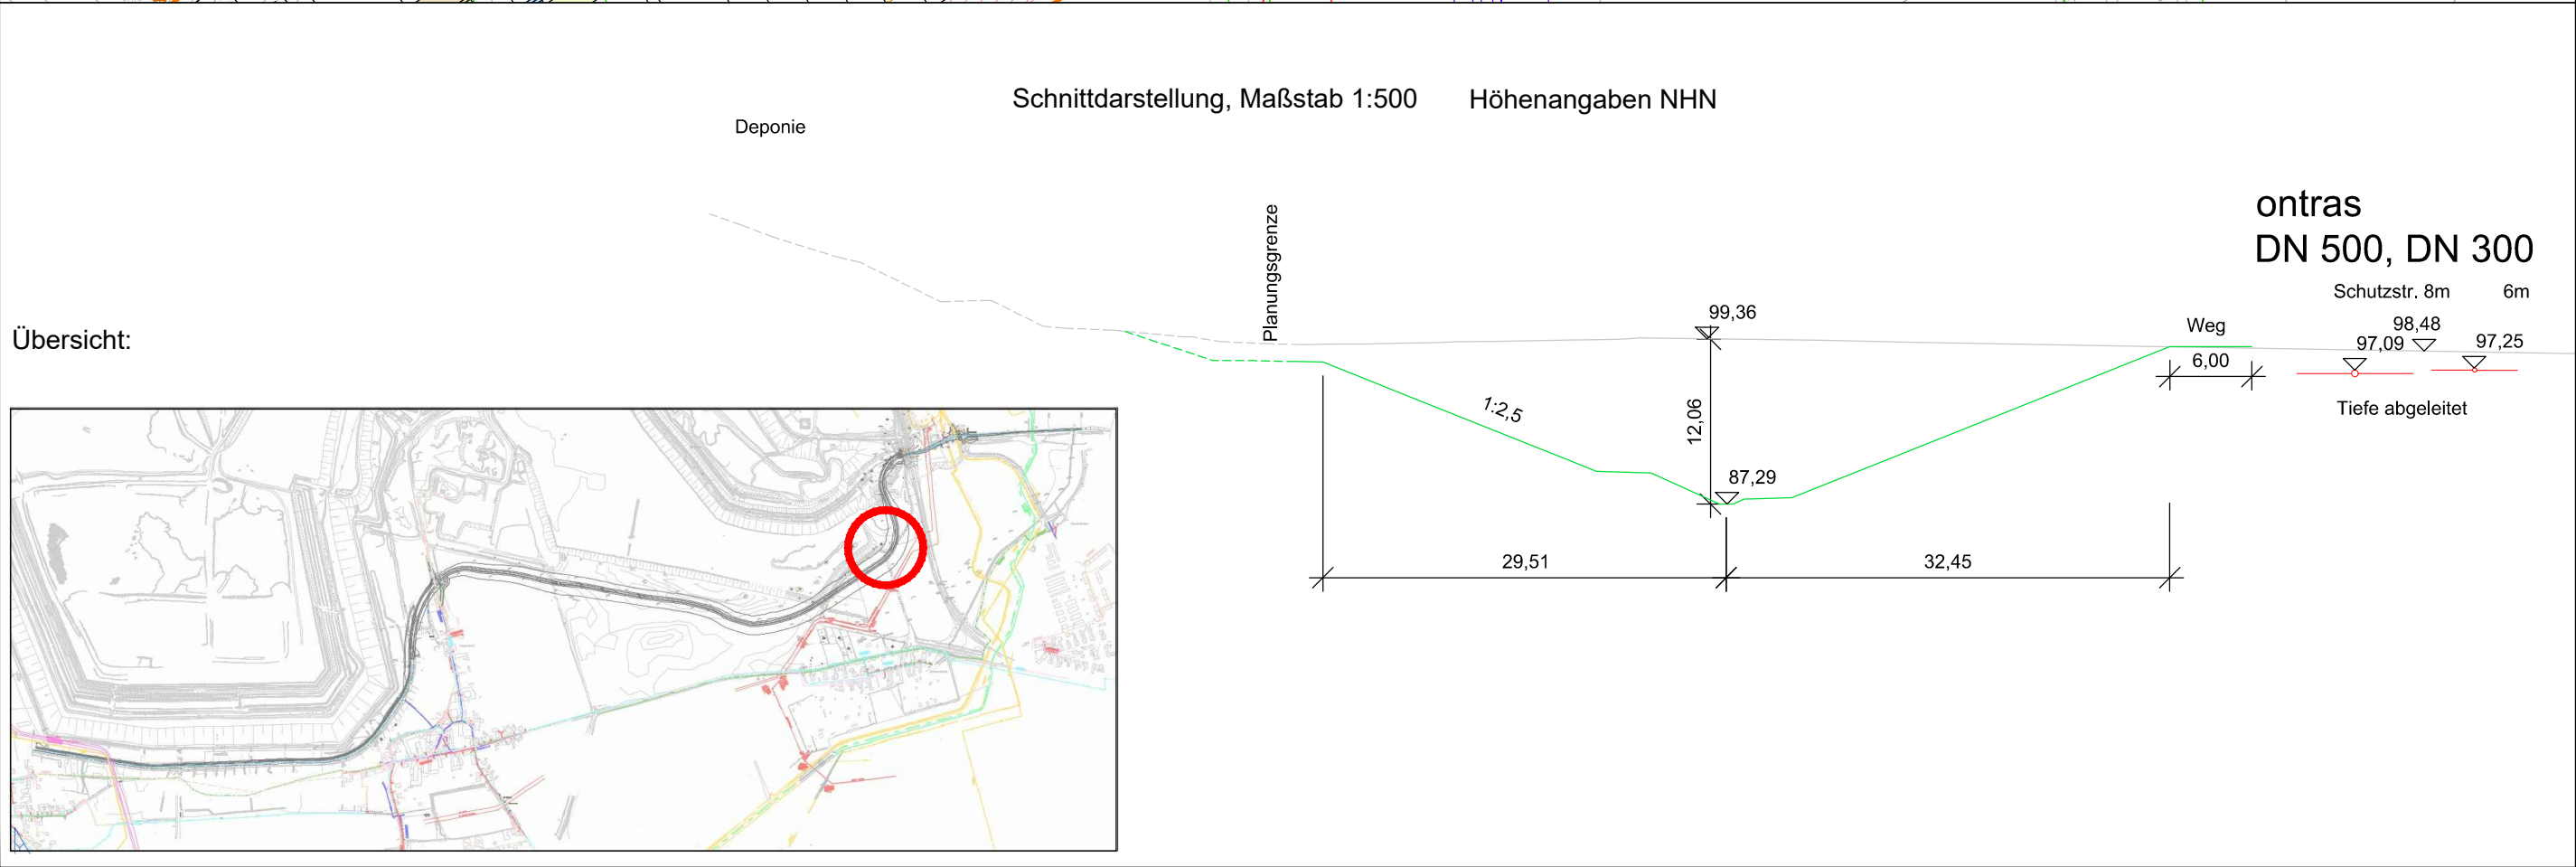 Schnittdarstellung, Maßstab 1:500 Höhenangaben NHN
Deponie
Planungsgrenze
ontras
DN 500, DN 300
Schutzstr. 8m 6m
99,36
Weg
98,48
97,09
97,25
6,00
Tiefe abgeleitet
Übersicht:
1:2,5
12,06
87,29
29,51
32,45